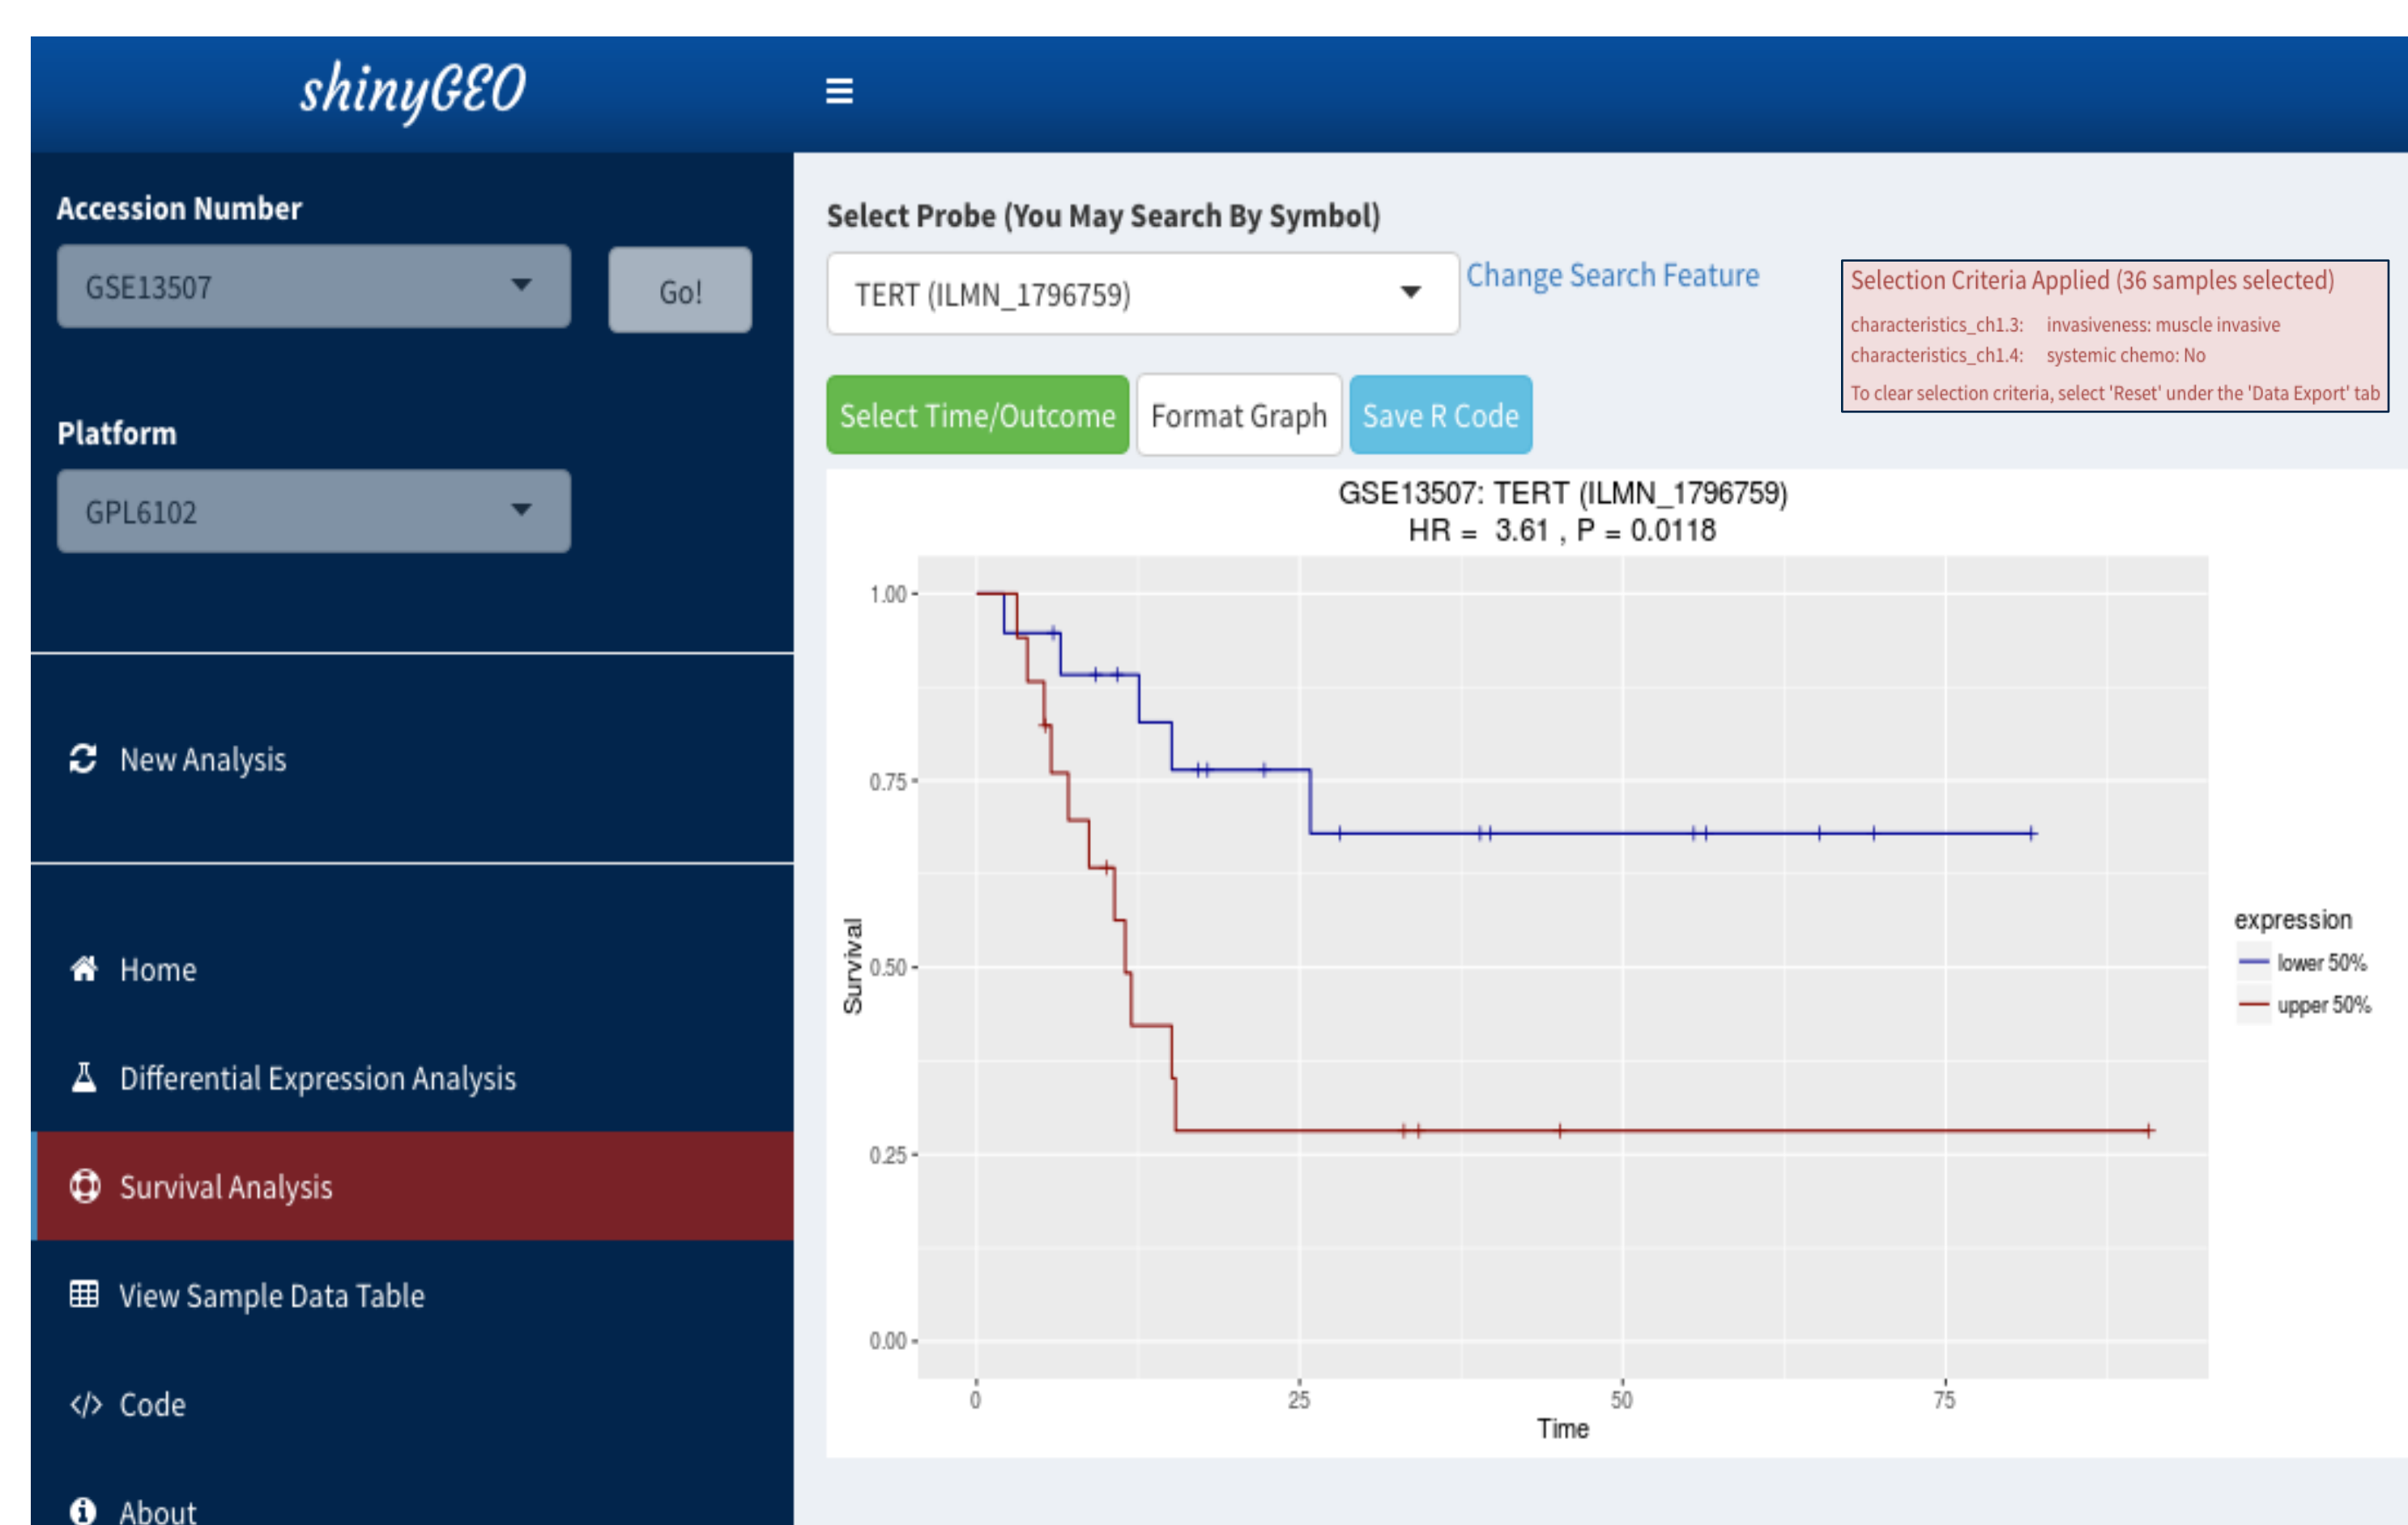 shinyGEO
Accession Number
GSE13507
Go!
Platform
GPL6102
New Analysis
Home
Differential Expression Analysis
Survival Analysis
View Sample Data Table
</> Code
About
Select Probe (You May Search By Symbol)
TERT (ILMN_1796759)
Change Search Feature
Selection Criteria Applied (36 samples selected)
characteristics_ch1.3: invasiveness: muscle invasive
characteristics_ch1.4: systemic chemo: No
To clear selection criteria, select 'Reset' under the 'Data Export' tab
Select Time/Outcome
Format Graph
Save R Code
GSE13507: TERT (ILMN_1796759)
HR = 3.61 , P = 0.0118
Survival
1.00
0.75
0.50
0.25
0.00
0
25
50
75
Time
expression
lower 50%
upper 50%